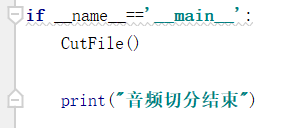 if __name__=='__main__':
    CutFile()
    print("音频切分结束")